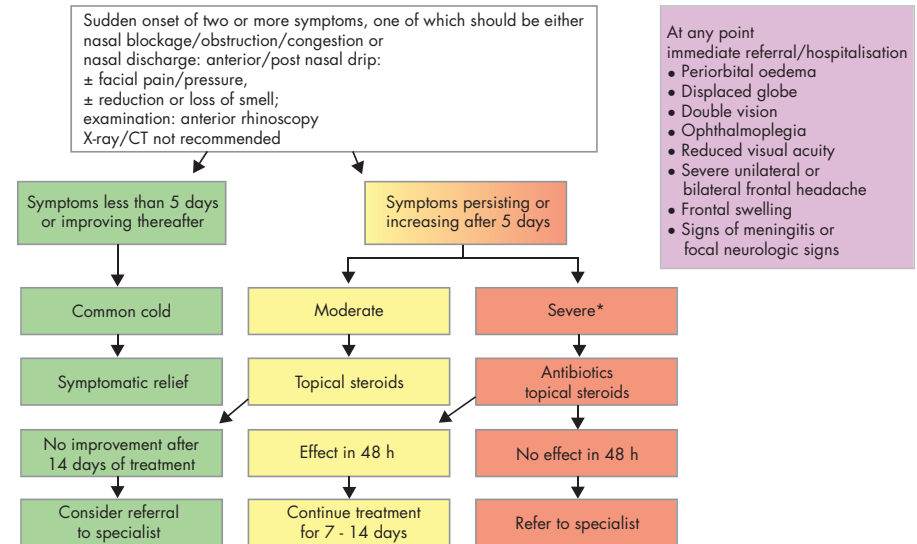 Sudden onset of two or more symptoms, one of which should be either
nasal blockage/obstruction/congestion or
nasal discharge: anterior/post nasal drip:
± facial pain/pressure,
± reduction or loss of smell;
examination: anterior rhinoscopy
X-ray/CT not recommended
At any point
immediate referral/hospitalisation
• Periorbital oedema
• Displaced globe
• Double vision
• Ophthalmoplegia
• Reduced visual acuity
• Severe unilateral or
bilateral frontal headache
• Frontal swelling
• Signs of meningitis or
focal neurologic signs
Symptoms less than 5 days
or improving thereafter
Symptoms persisting or
increasing after 5 days
Common cold
Moderate
Severe*
Symptomatic relief
Topical steroids
Antibiotics
topical steroids
No improvement after
14 days of treatment
Effect in 48 h
No effect in 48 h
Consider referral
to specialist
Continue treatment
for 7 - 14 days
Refer to specialist